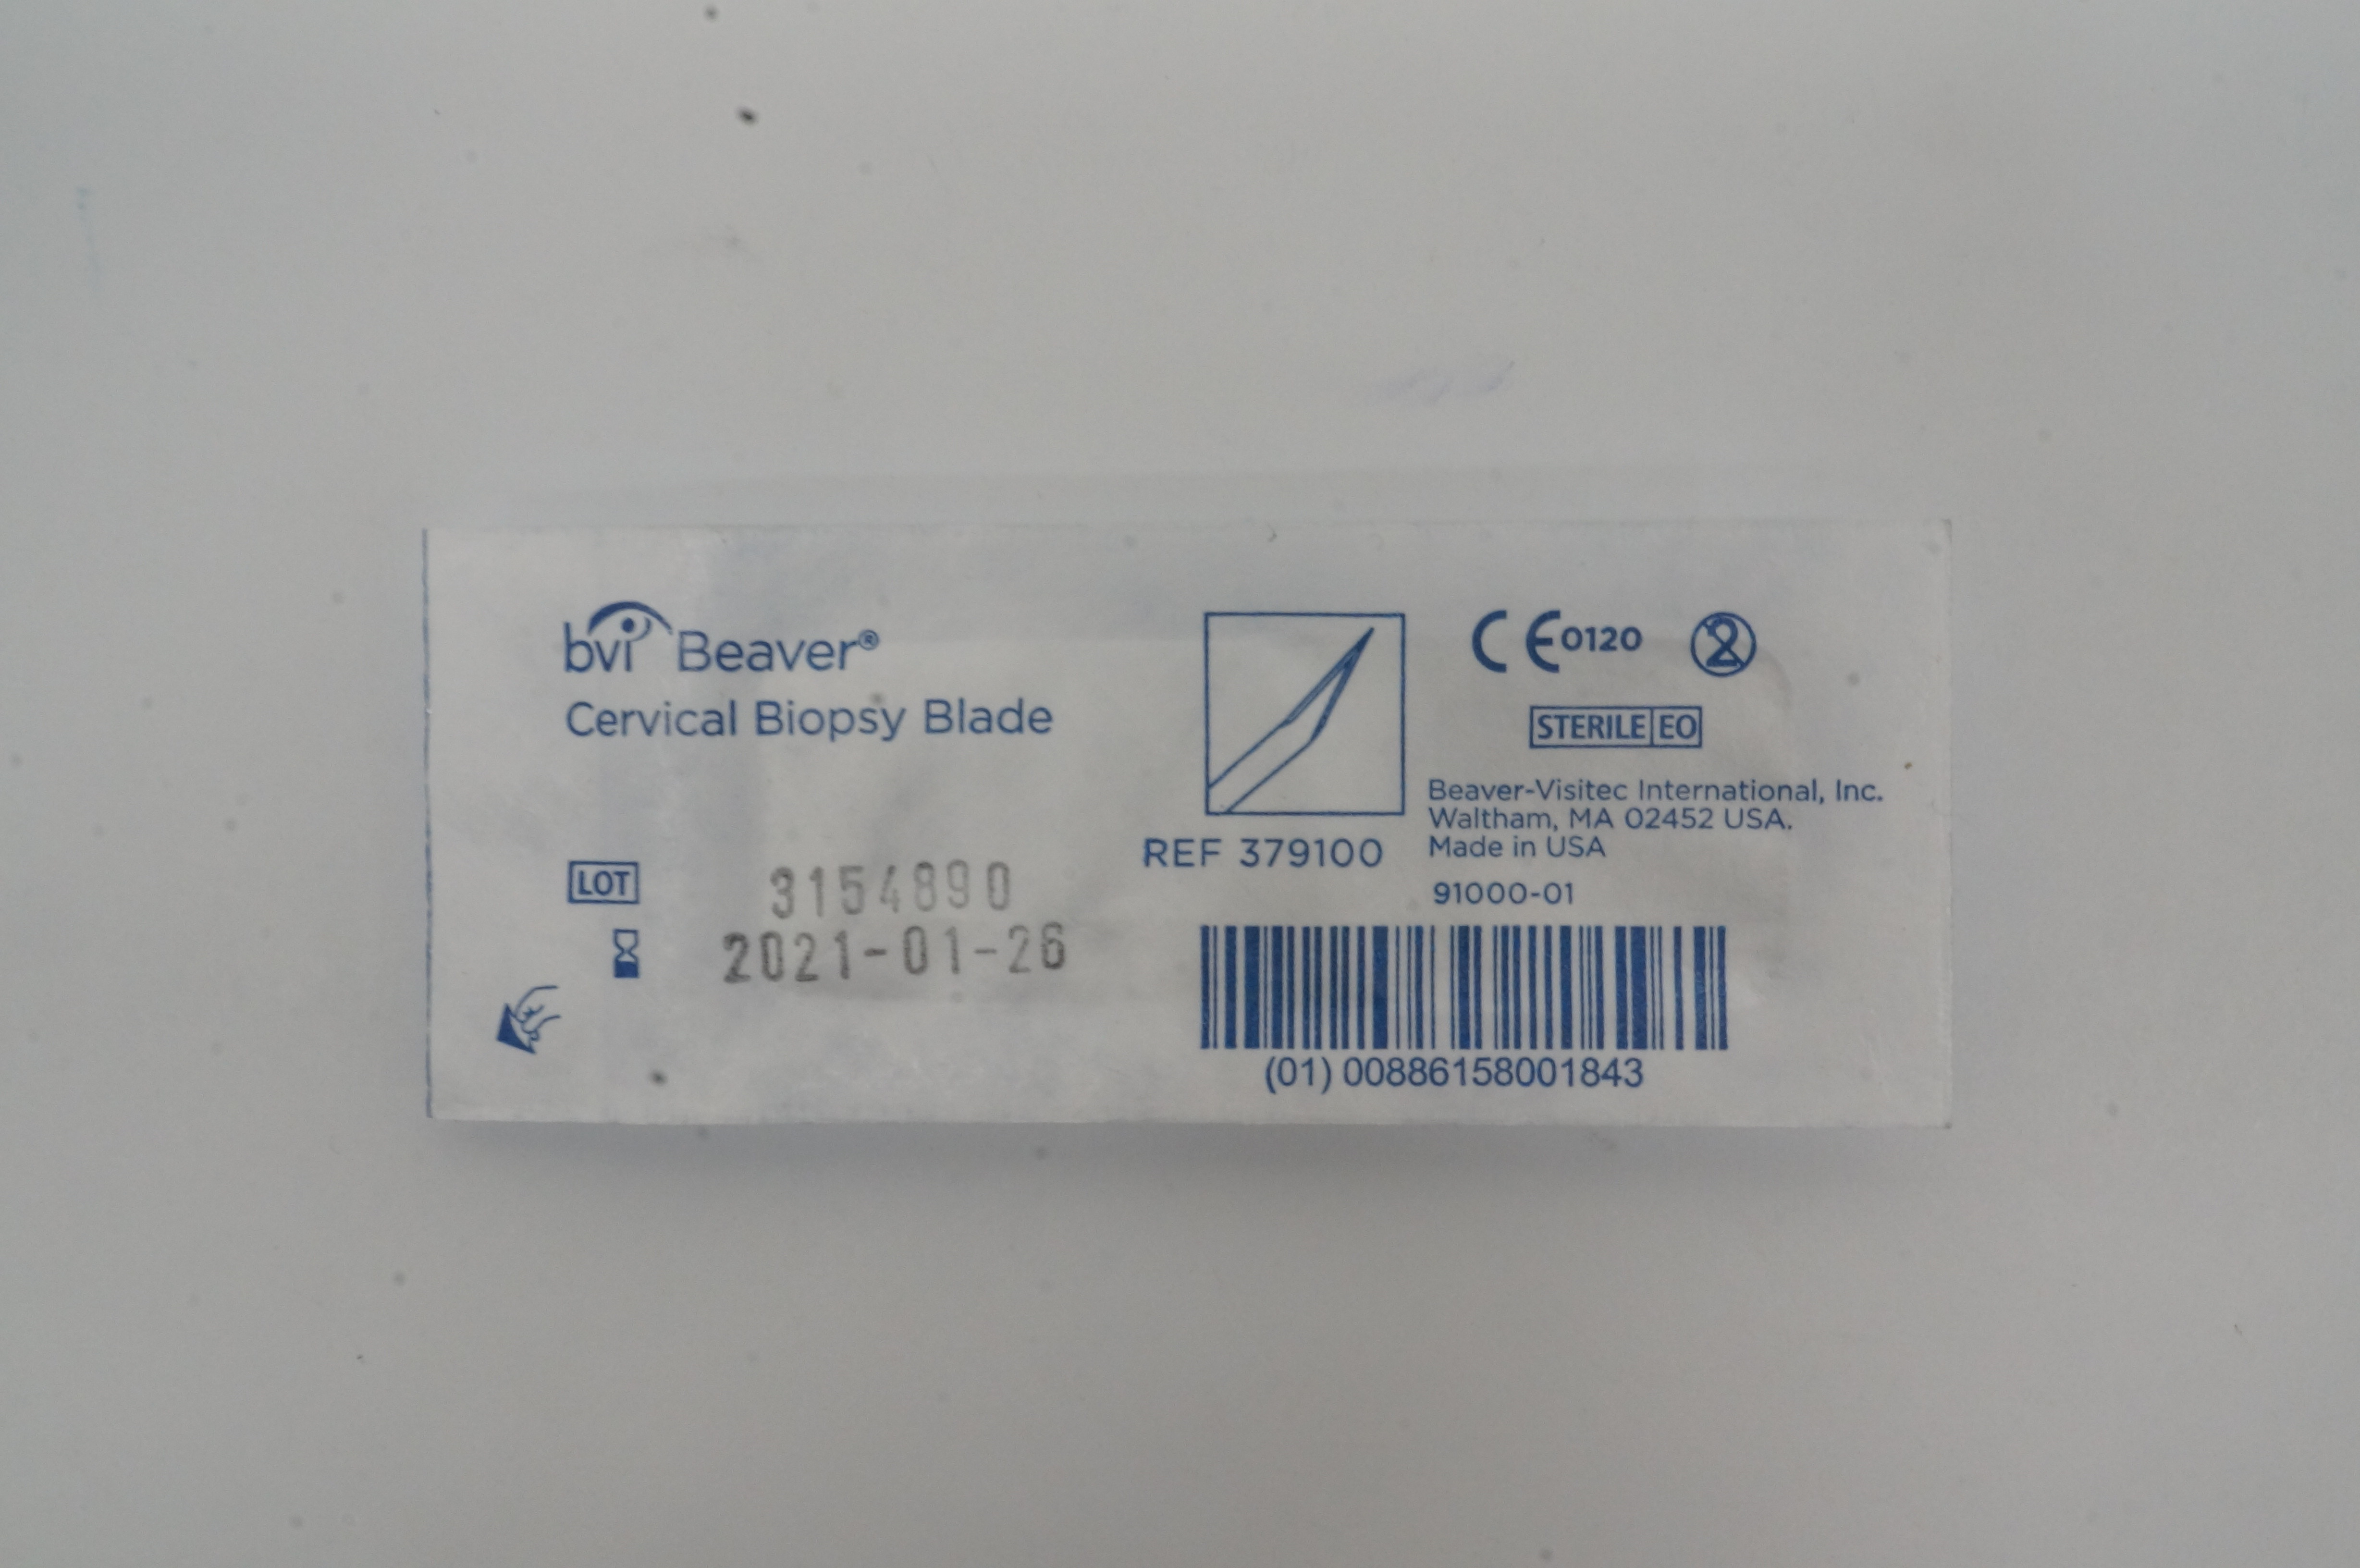 bvi Beaver®
Cervical Biopsy Blade
LOT 3154890
2021-01-26
REF 379100
CE0120 2
STERILE EO
Beaver-Visitec International, Inc.
Waltham, MA 02452 USA.
Made in USA
91000-01
(01) 00886158001843